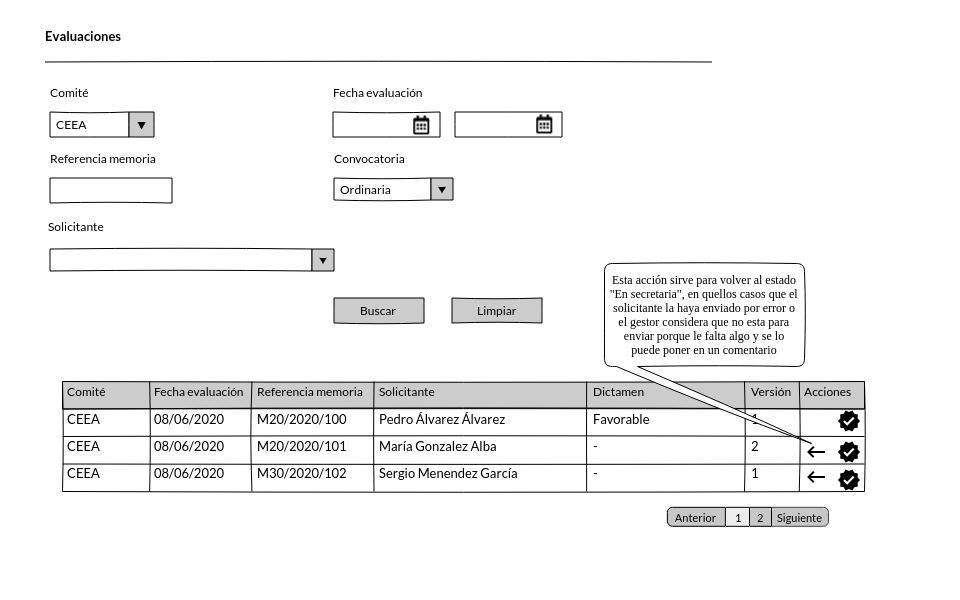 Evaluaciones
Comité
Fecha evaluación
CEEA
Referencia memoria
Convocatoria
Ordinaria
Solicitante
Buscar
Limpiar
Esta acción sirve para volver al estado
"En secretaria", en quellos casos que el
solicitante la haya enviado por error o
el gestor considera que no esta para
enviar porque le falta algo y se lo
puede poner en un comentario
Comité Fecha evaluación Referencia memoria Solicitante Dictamen Versión Acciones
CEEA 08/06/2020 M20/2020/100 Pedro Álvarez Álvarez Favorable 1
CEEA 08/06/2020 M20/2020/101 María Gonzalez Alba - 2
CEEA 08/06/2020 M30/2020/102 Sergio Menendez García - 1
Anterior 1 2 Siguiente